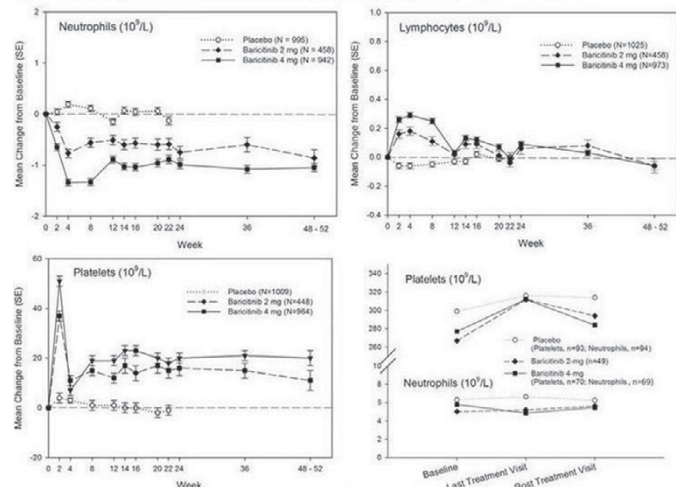 Neutrophils (10⁹/L)
Placebo (N = 995)
Baricitinib 2 mg (N = 458)
Baricitinib 4 mg (N = 942)
Mean Change from Baseline (SE)
2
1
0
-1
-2
0 2 4 8 12 14 16 20 22 24 36 48 - 52
Week
Lymphocytes (10⁹/L)
Placebo (N=1025)
Baricitinib 2 mg (N=458)
Baricitinib 4 mg (N=973)
Mean Change from Baseline (SE)
1.0
0.8
0.6
0.4
0.2
0.0
-0.2
-0.4
0 2 4 8 12 14 16 20 22 24 36 48 - 52
Week
Platelets (10⁹/L)
Placebo (N=1009)
Baricitinib 2 mg (N=448)
Baricitinib 4 mg (N=964)
Mean Change from Baseline (SE)
60
40
20
0
-20
0 2 4 8 12 14 16 20 22 24 36 48 - 52
Week
Platelets (10⁹/L)
340
320
300
280
260
10
Placebo
(Platelets, n=93; Neutrophils, n=94)
Baricitinib 2-mg (n=49)
Baricitinib 4-mg
(Platelets, n=70; Neutrophils, n=69)
Neutrophils (10⁹/L)
8
6
5
2
0
Baseline
Last Treatment Visit
Post Treatment Visit